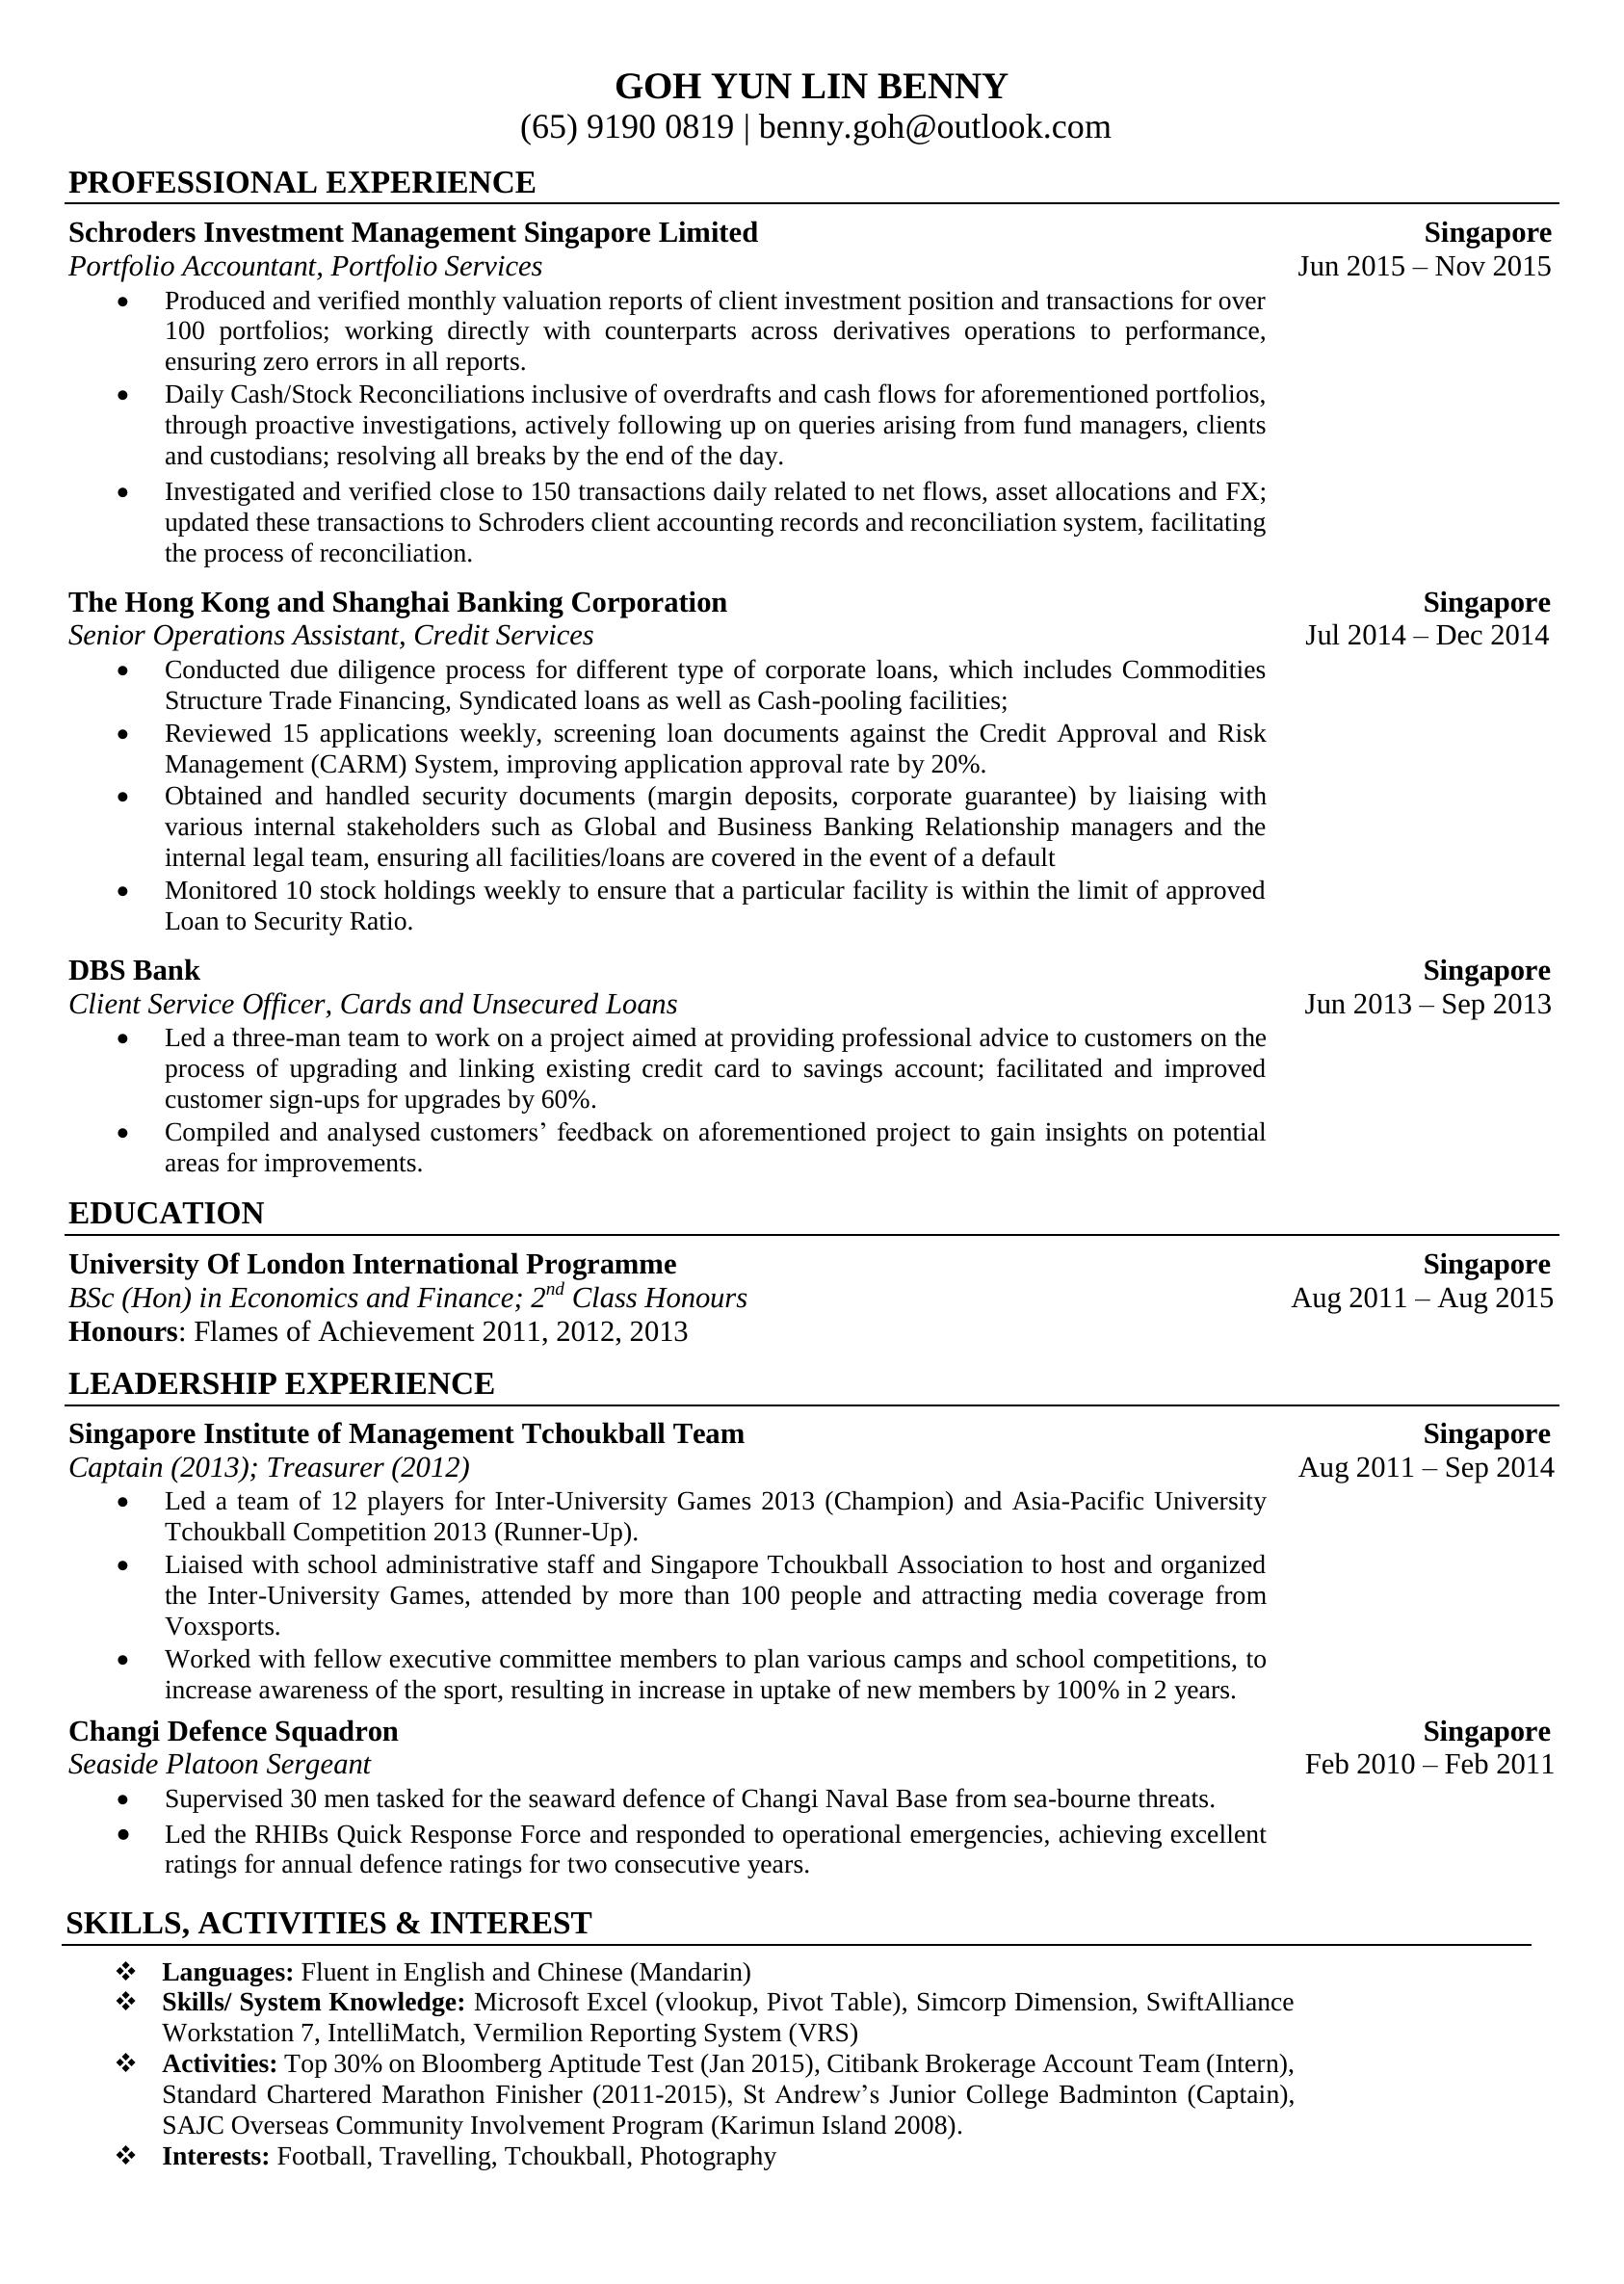 GOH YUN LIN BENNY
(65) 9190 0819 | benny.goh@outlook.com
PROFESSIONAL EXPERIENCE
Schroders Investment Management Singapore Limited Singapore
Portfolio Accountant, Portfolio Services Jun 2015 – Nov 2015
• Produced and verified monthly valuation reports of client investment position and transactions for over
100 portfolios; working directly with counterparts across derivatives operations to performance,
ensuring zero errors in all reports.
• Daily Cash/Stock Reconciliations inclusive of overdrafts and cash flows for aforementioned portfolios,
through proactive investigations, actively following up on queries arising from fund managers, clients
and custodians; resolving all breaks by the end of the day.
• Investigated and verified close to 150 transactions daily related to net flows, asset allocations and FX;
updated these transactions to Schroders client accounting records and reconciliation system, facilitating
the process of reconciliation.
The Hong Kong and Shanghai Banking Corporation Singapore
Senior Operations Assistant, Credit Services Jul 2014 – Dec 2014
• Conducted due diligence process for different type of corporate loans, which includes Commodities
Structure Trade Financing, Syndicated loans as well as Cash-pooling facilities;
• Reviewed 15 applications weekly, screening loan documents against the Credit Approval and Risk
Management (CARM) System, improving application approval rate by 20%.
• Obtained and handled security documents (margin deposits, corporate guarantee) by liaising with
various internal stakeholders such as Global and Business Banking Relationship managers and the
internal legal team, ensuring all facilities/loans are covered in the event of a default
• Monitored 10 stock holdings weekly to ensure that a particular facility is within the limit of approved
Loan to Security Ratio.
DBS Bank Singapore
Client Service Officer, Cards and Unsecured Loans Jun 2013 – Sep 2013
• Led a three-man team to work on a project aimed at providing professional advice to customers on the
process of upgrading and linking existing credit card to savings account; facilitated and improved
customer sign-ups for upgrades by 60%.
• Compiled and analysed customers’ feedback on aforementioned project to gain insights on potential
areas for improvements.
EDUCATION
University Of London International Programme Singapore
BSc (Hon) in Economics and Finance; 2nd Class Honours Aug 2011 – Aug 2015
Honours: Flames of Achievement 2011, 2012, 2013
LEADERSHIP EXPERIENCE
Singapore Institute of Management Tchoukball Team Singapore
Captain (2013); Treasurer (2012) Aug 2011 – Sep 2014
• Led a team of 12 players for Inter-University Games 2013 (Champion) and Asia-Pacific University
Tchoukball Competition 2013 (Runner-Up).
• Liaised with school administrative staff and Singapore Tchoukball Association to host and organized
the Inter-University Games, attended by more than 100 people and attracting media coverage from
Voxsports.
• Worked with fellow executive committee members to plan various camps and school competitions, to
increase awareness of the sport, resulting in increase in uptake of new members by 100% in 2 years.
Changi Defence Squadron Singapore
Seaside Platoon Sergeant Feb 2010 – Feb 2011
• Supervised 30 men tasked for the seaward defence of Changi Naval Base from sea-bourne threats.
• Led the RHIBs Quick Response Force and responded to operational emergencies, achieving excellent
ratings for annual defence ratings for two consecutive years.
SKILLS, ACTIVITIES & INTEREST
❖ Languages: Fluent in English and Chinese (Mandarin)
❖ Skills/ System Knowledge: Microsoft Excel (vlookup, Pivot Table), Simcorp Dimension, SwiftAlliance
Workstation 7, IntelliMatch, Vermilion Reporting System (VRS)
❖ Activities: Top 30% on Bloomberg Aptitude Test (Jan 2015), Citibank Brokerage Account Team (Intern),
Standard Chartered Marathon Finisher (2011-2015), St Andrew’s Junior College Badminton (Captain),
SAJC Overseas Community Involvement Program (Karimun Island 2008).
❖ Interests: Football, Travelling, Tchoukball, Photography